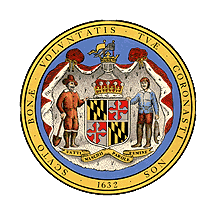 SCVTO BONÆ VOLVNTATIS TVÆ CORONASTI NOS
FATTI MASCHII PAROLE FEMINE
1632